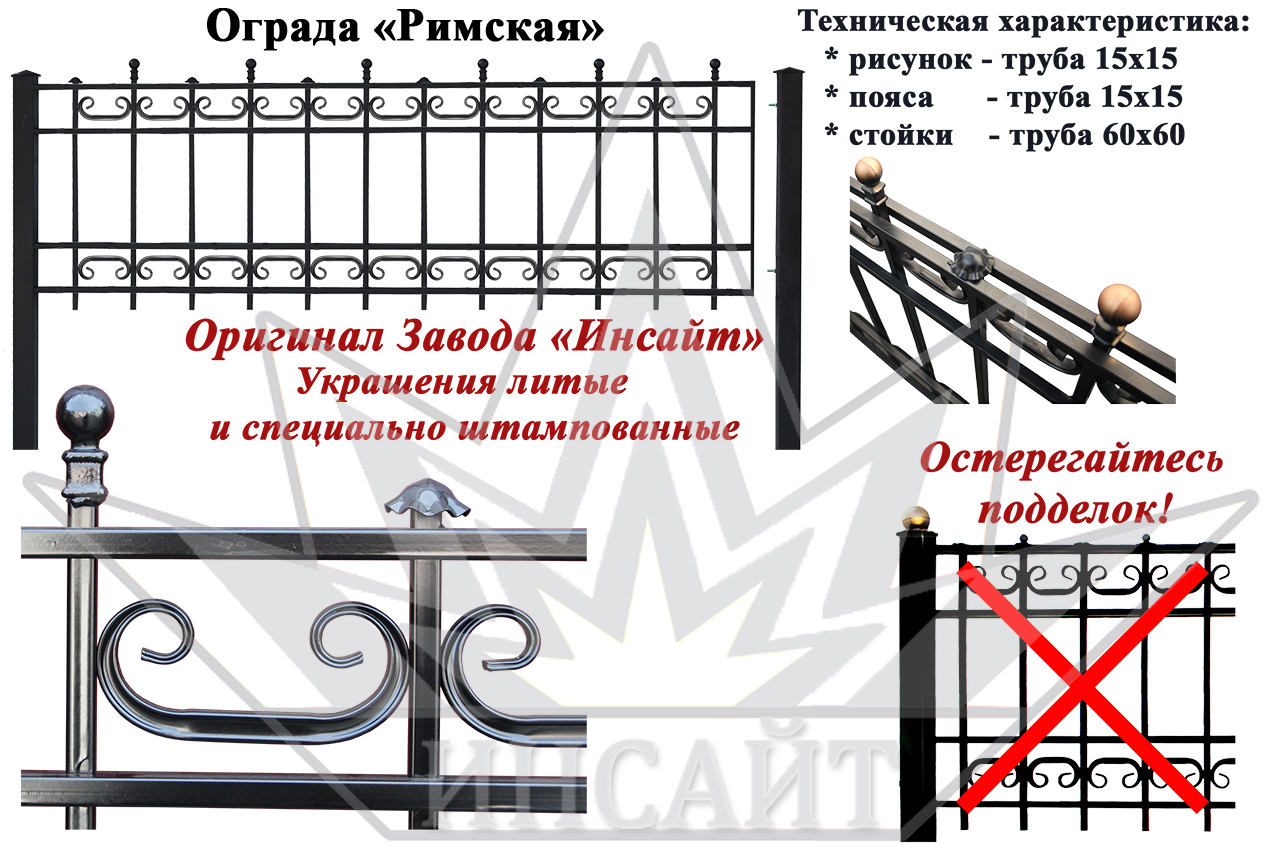 Ограда «Римская»
Техническая характеристика:
* рисунок - труба 15х15
* пояса - труба 15х15
* стойки - труба 60х60
Оригинал Завода «Инсайт»
Украшения литые
и специально штампованные
Остерегайтесь
подделок!
ИНСАЙТ